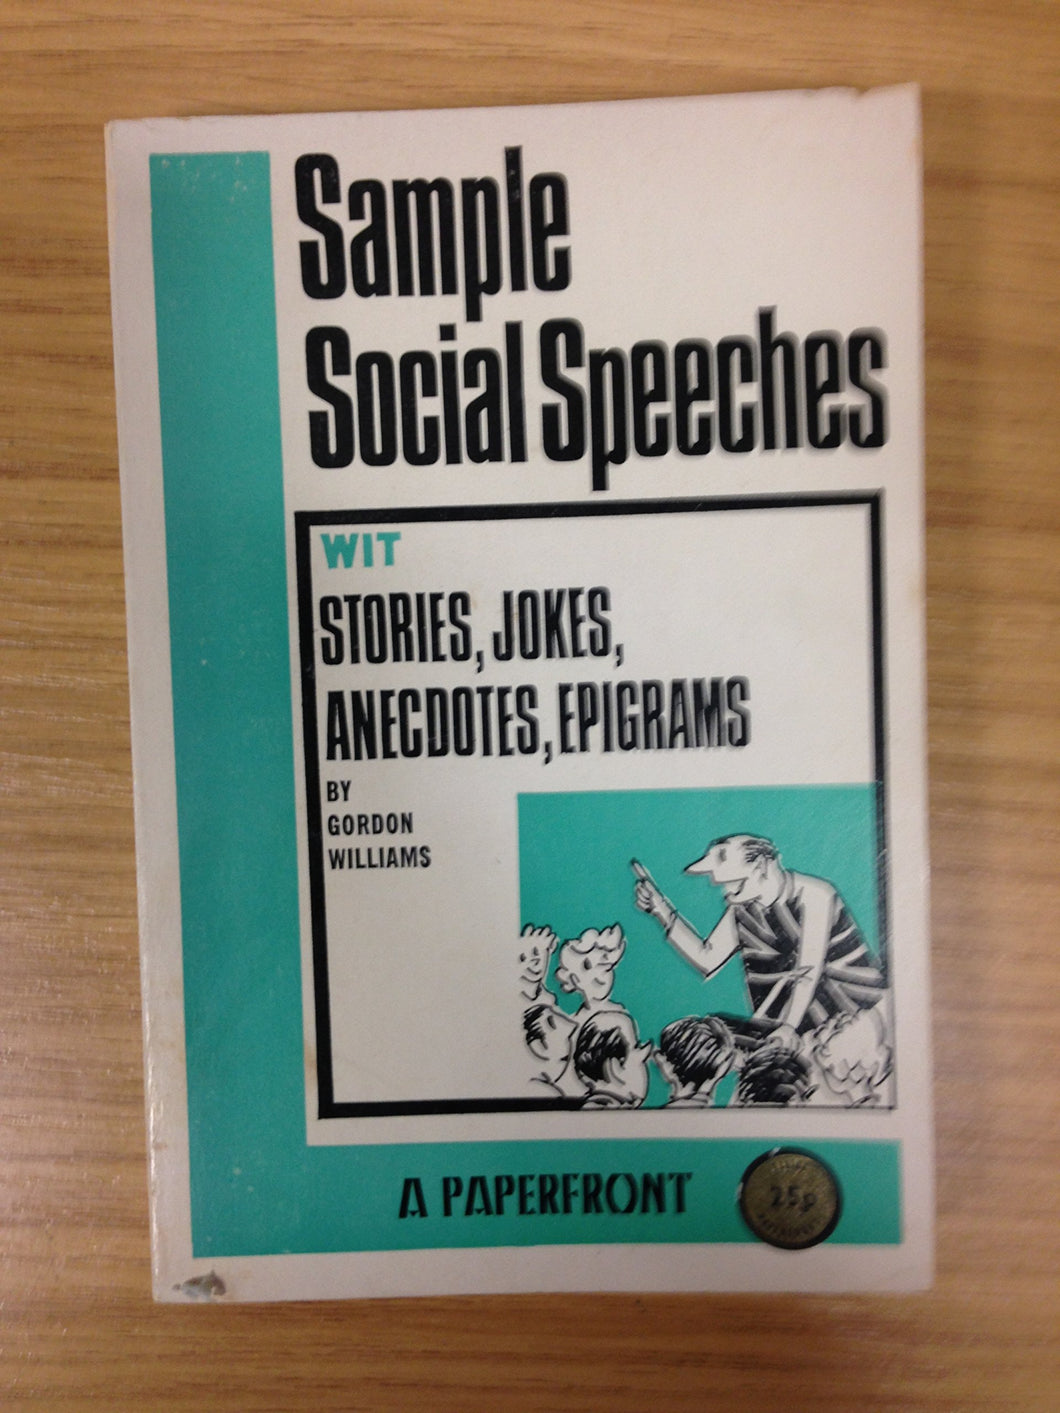 Sample
Social Speeches
WIT
STORIES, JOKES,
ANECDOTES, EPIGRAMS
BY
GORDON
WILLIAMS
A PAPERFRONT
25p